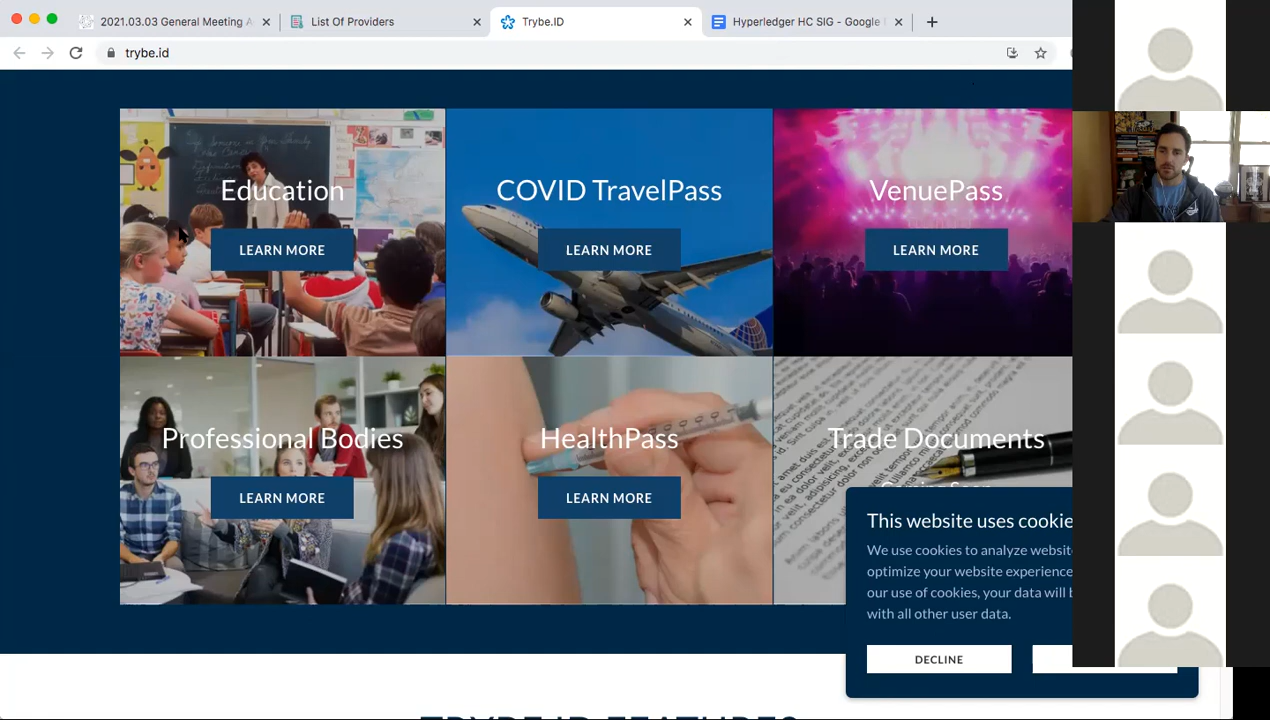 2021.03.03 General Meeting A
List Of Providers
Trybe.ID
Hyperledger HC SIG - Google
trybe.id
Education
LEARN MORE
COVID TravelPass
LEARN MORE
VenuePass
LEARN MORE
Professional Bodies
LEARN MORE
HealthPass
LEARN MORE
Trade Documents
This website uses cookie
We use cookies to analyze website
optimize your website experience
our use of cookies, your data will b
with all other user data.
DECLINE
TRYBE.ID FEATURES